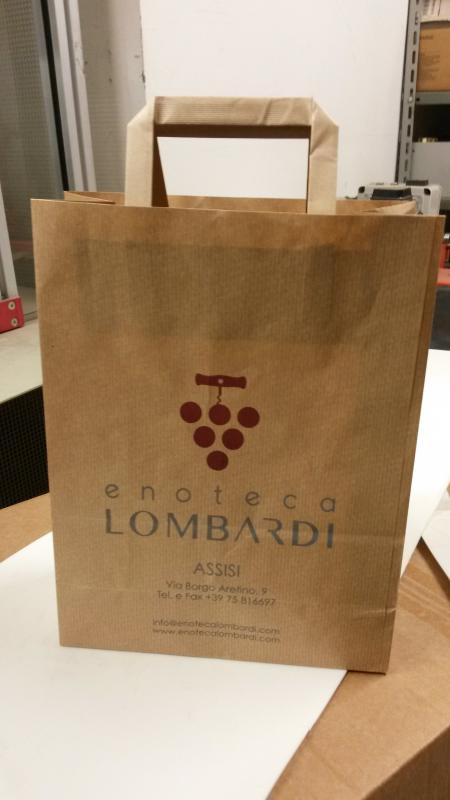 enoteca
LOMBARDI
ASSISI
Via Borgo Aretino, 9
Tel. e Fax +39 75 816697
info@enotecalombardi.com
www.enotecalombardi.com